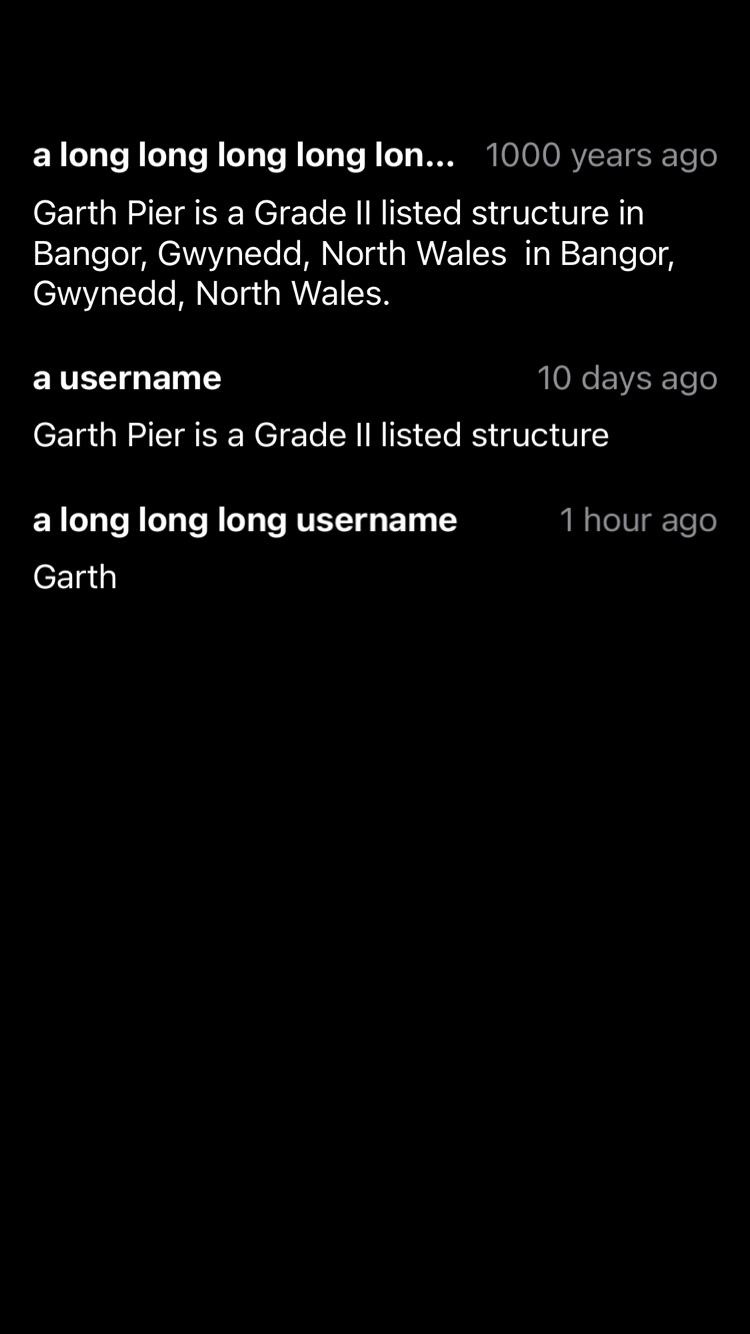 a long long long long lon... 1000 years ago
Garth Pier is a Grade II listed structure in
Bangor, Gwynedd, North Wales  in Bangor,
Gwynedd, North Wales.
a username 10 days ago
Garth Pier is a Grade II listed structure
a long long long username 1 hour ago
Garth